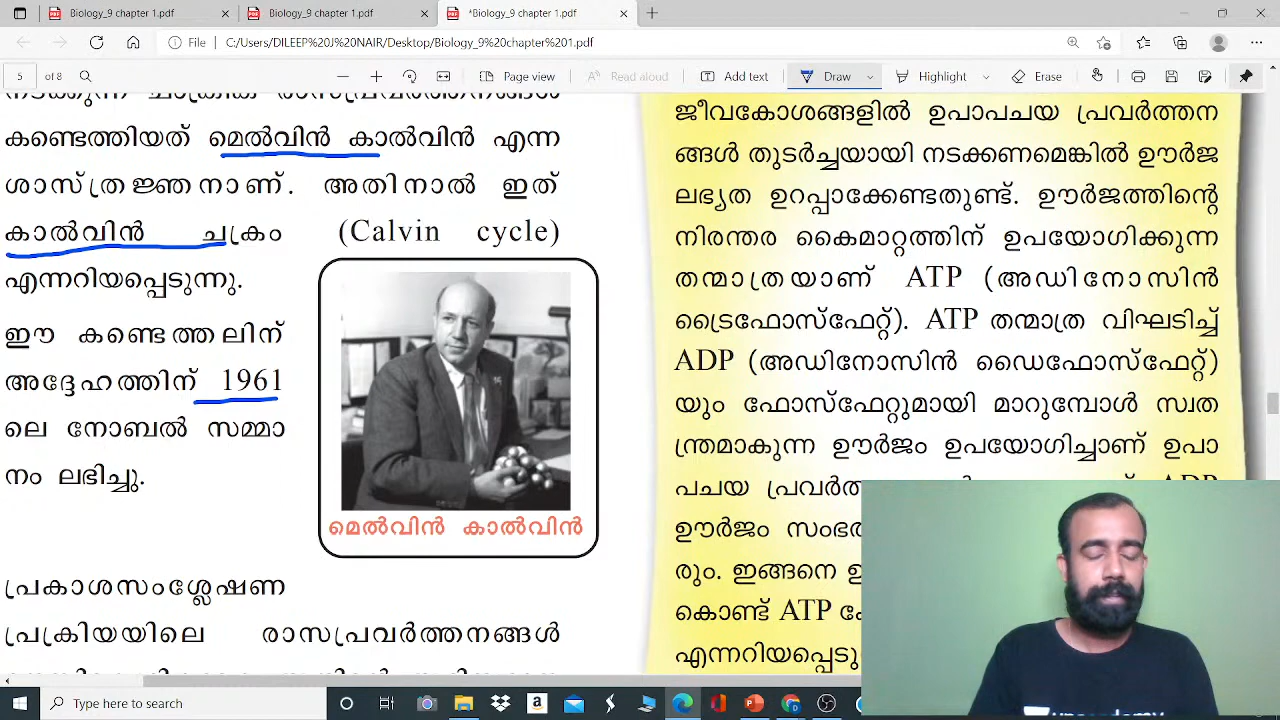 Biology_9 chapter 1.pdf
Biology_9 chapter 1.pdf
*Biology_9 chapter 1.pdf
File
C:/Users/DILEEP%20J%20NAIR/Desktop/Biology_9%20chapter%201.pdf
5 of 8
Page view
Read aloud
Add text
Draw
Highlight
Erase
നടക്കുന്ന ചാക്രിക രാസപ്രവർത്തനങ്ങൾ
കണ്ടെത്തിയത് മെൽവിൻ കാൽവിൻ എന്ന
ശാസ്ത്രജ്ഞനാണ്. അതിനാൽ ഇത്
കാൽവിൻ ചക്രം (Calvin cycle)
എന്നറിയപ്പെടുന്നു.
ഈ കണ്ടെത്തലിന്
അദ്ദേഹത്തിന് 1961
ലെ നോബൽ സമ്മാ
നം ലഭിച്ചു.
മെൽവിൻ കാൽവിൻ
പ്രകാശസംശ്ലേഷണ
പ്രക്രിയയിലെ രാസപ്രവർത്തനങ്ങൾ
ജീവകോശങ്ങളിൽ ഉപാപചയ പ്രവർത്തന
ങ്ങൾ തുടർച്ചയായി നടക്കണമെങ്കിൽ ഊർജ
ലഭ്യത ഉറപ്പാക്കേണ്ടതുണ്ട്. ഊർജത്തിന്റെ
നിരന്തര കൈമാറ്റത്തിന് ഉപയോഗിക്കുന്ന
തന്മാത്രയാണ് ATP (അഡിനോസിൻ
ട്രൈഫോസ്ഫേറ്റ്). ATP തന്മാത്ര വിഘടിച്ച്
ADP (അഡിനോസിൻ ഡൈഫോസ്ഫേറ്റ്)
യും ഫോസ്ഫേറ്റുമായി മാറുമ്പോൾ സ്വത
ന്ത്രമാകുന്ന ഊർജം ഉപയോഗിച്ചാണ് ഉപാ
പചയ
ഊർജം
രും. ഇങ്ങനെ
കൊണ്ട് ATP
Type here to search